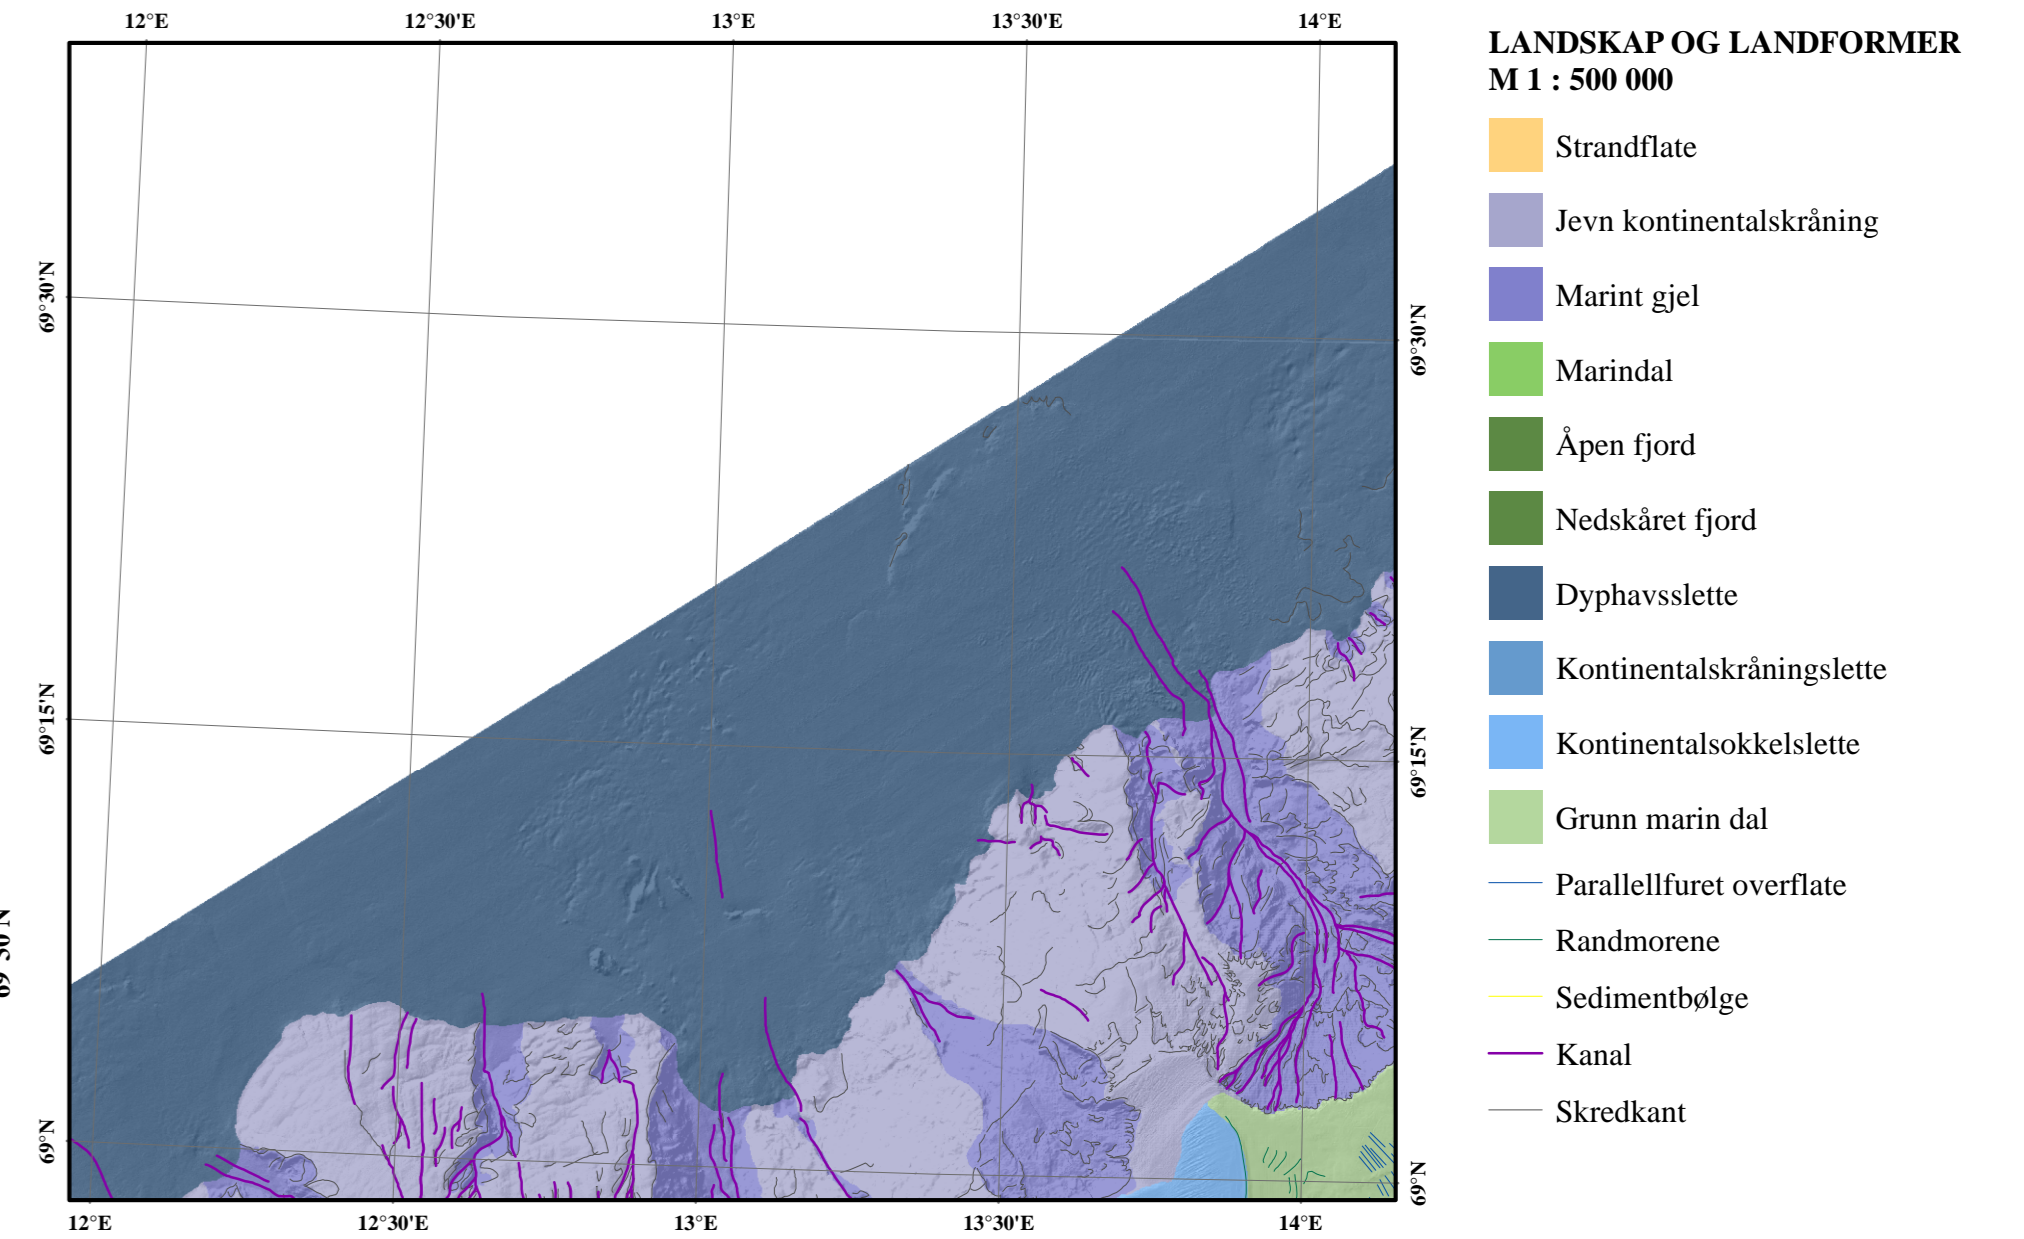 12°E
12°30'E
13°E
13°30'E
14°E
69°30'N
69°15'N
69°N
69°30'N
69°15'N
69°N
12°E
12°30'E
13°E
13°30'E
14°E
LANDSKAP OG LANDFORMER
M 1 : 500 000
Strandflate
Jevn kontinentalskråning
Marint gjel
Marindal
Åpen fjord
Nedskåret fjord
Dyphavsslette
Kontinentalskråningslette
Kontinentalsokkelslette
Grunn marin dal
Parallellfuret overflate
Randmorene
Sedimentbølge
Kanal
Skredkant